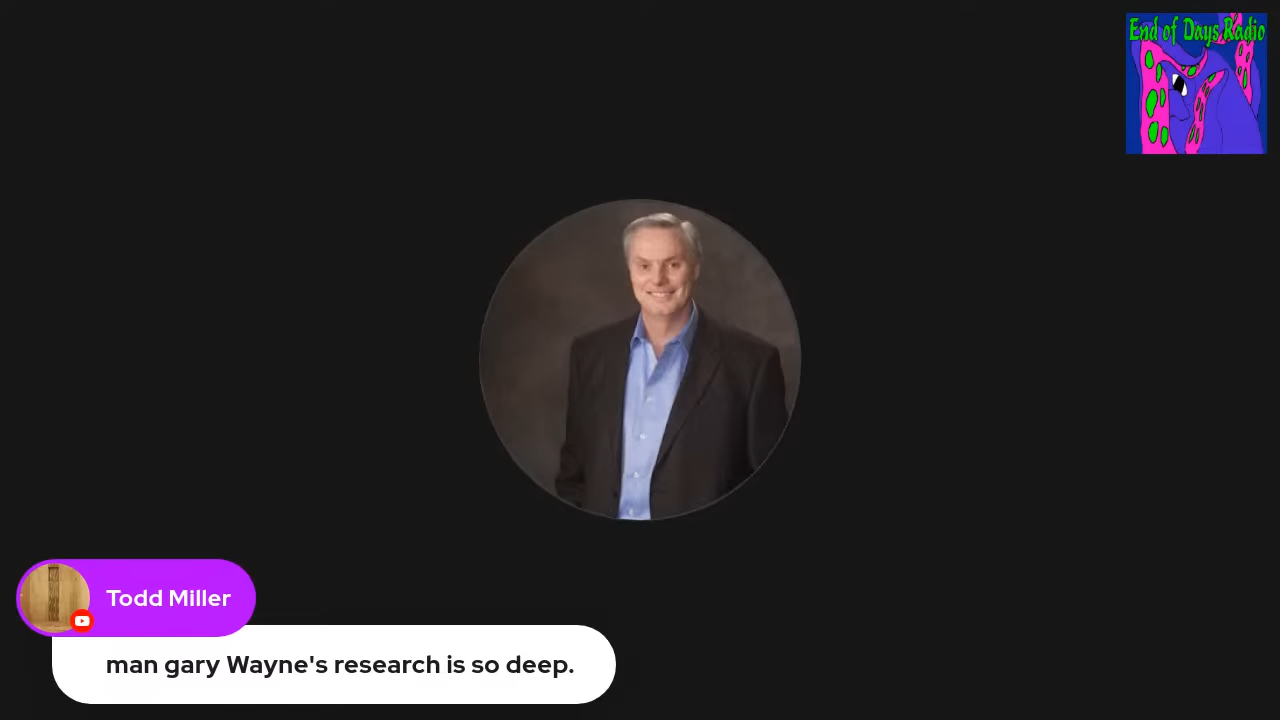 End of Days Radio
Todd Miller
man gary Wayne's research is so deep.